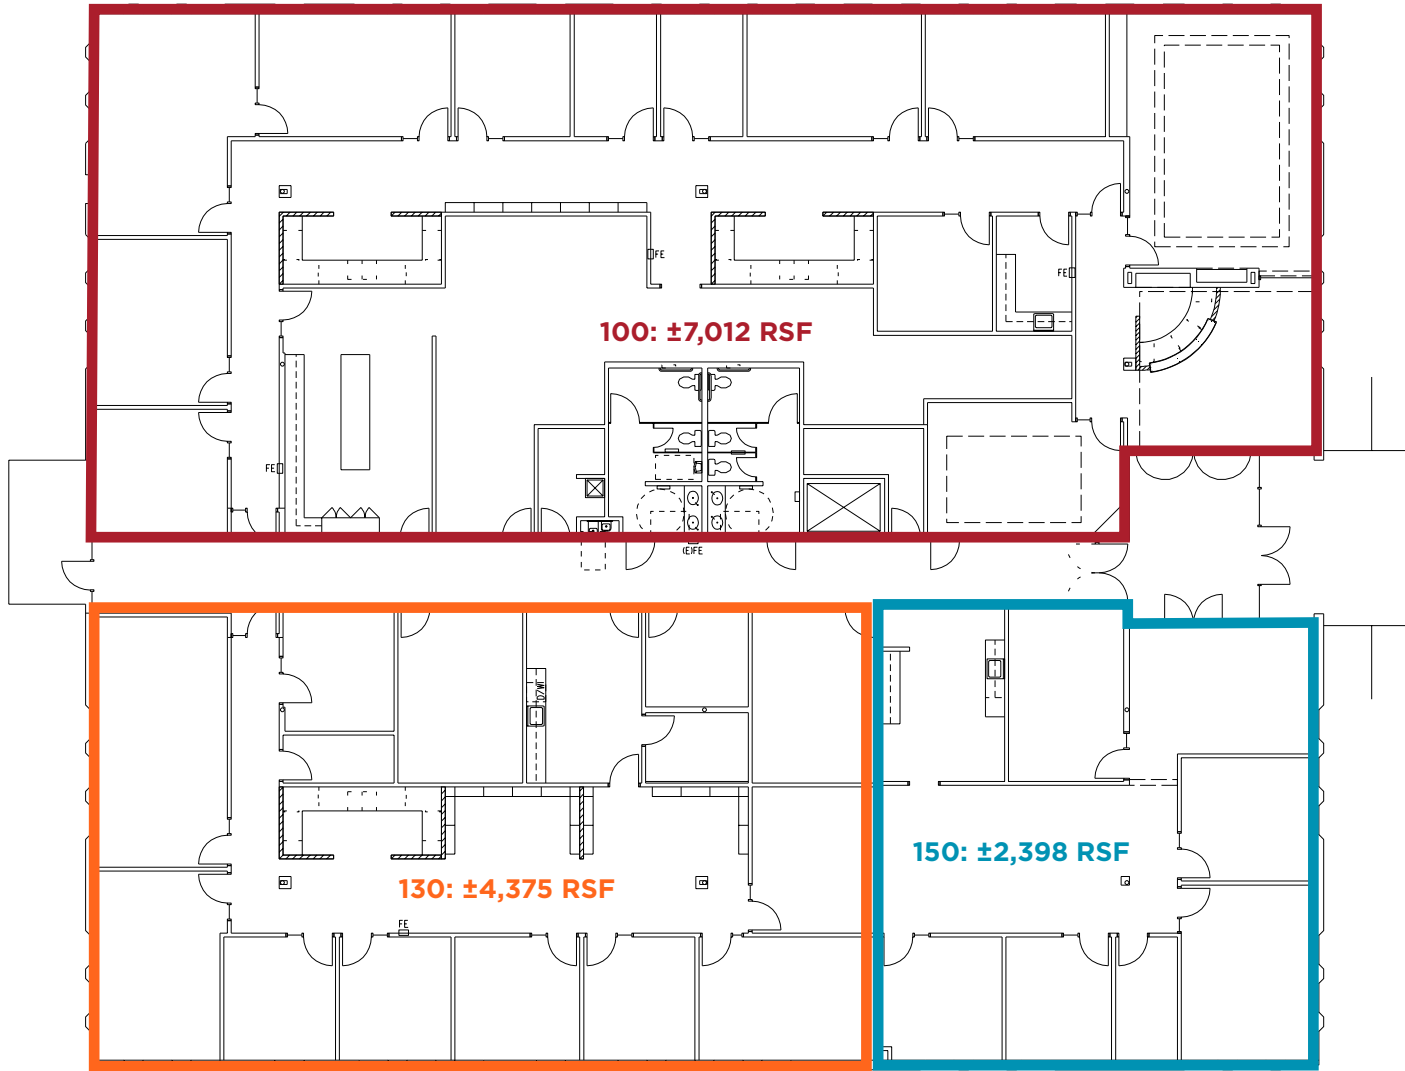 FE
FE
100: ±7,012 RSF
FE
(E)FE
D/W
150: ±2,398 RSF
130: ±4,375 RSF
FE